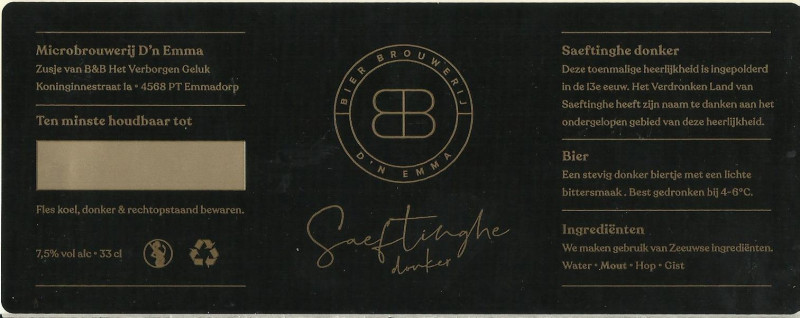 Microbrouwerij D'n Emma
Zusje van B&B Het Verborgen Geluk
Koninginnestraat 1a • 4568 PT Emmadorp
Ten minste houdbaar tot
Fles koel, donker & rechtopstaand bewaren.
7,5% vol alc • 33 cl
BIER BROUWERIJ
D'N EMMA
Saeftinghe
donker
Saeftinghe donker
Deze toenmalige heerlijkheid is ingepolderd
in de 13e eeuw. Het Verdronken Land van
Saeftinghe heeft zijn naam te danken aan het
ondergelopen gebied van deze heerlijkheid.
Bier
Een stevig donker biertje met een lichte
bittersmaak . Best gedronken bij 4-6°C.
Ingrediënten
We maken gebruik van Zeeuwse ingrediënten.
Water • Mout • Hop • Gist